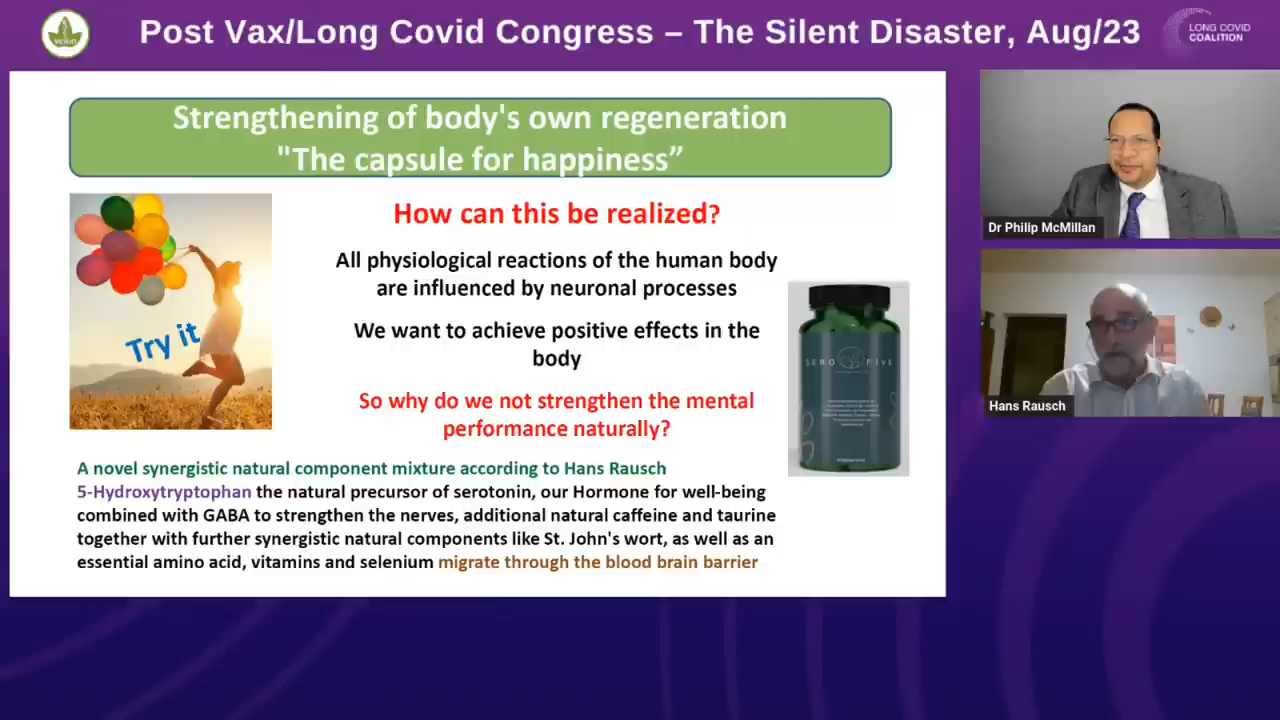 Post Vax/Long Covid Congress – The Silent Disaster, Aug/23
LONG COVID
COALITION
Strengthening of body's own regeneration
"The capsule for happiness”
How can this be realized?
All physiological reactions of the human body
are influenced by neuronal processes
We want to achieve positive effects in the
body
So why do we not strengthen the mental
performance naturally?
Try it
SERO FIVE
A novel synergistic natural component mixture according to Hans Rausch
5-Hydroxytryptophan the natural precursor of serotonin, our Hormone for well-being
combined with GABA to strengthen the nerves, additional natural caffeine and taurine
together with further synergistic natural components like St. John's wort, as well as an
essential amino acid, vitamins and selenium migrate through the blood brain barrier
Dr Philip McMillan
Hans Rausch